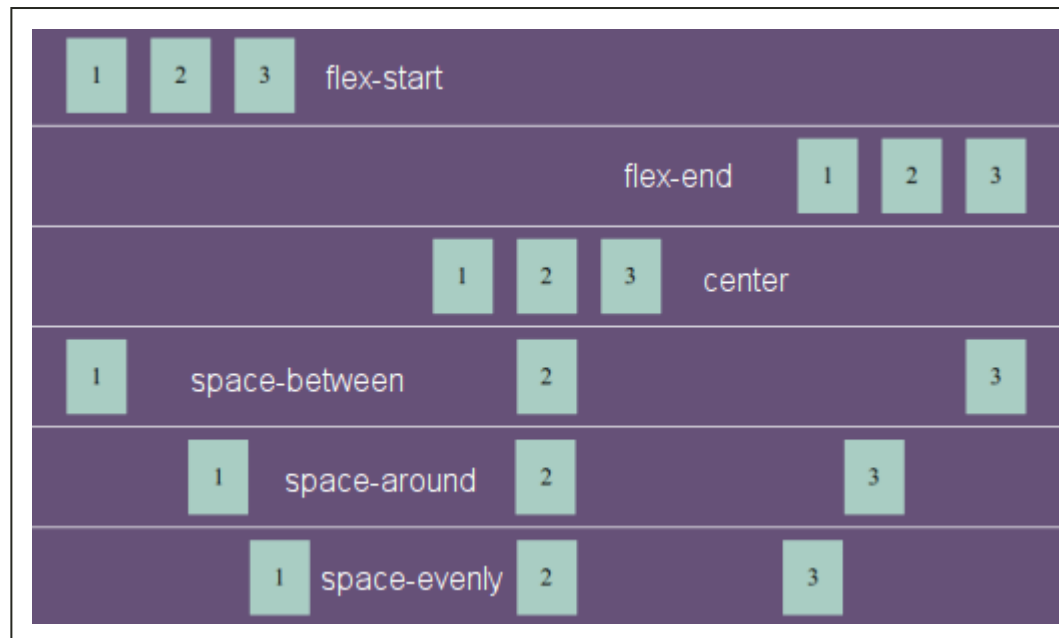 1 2 3 flex-start
flex-end 1 2 3
1 2 3 center
1 space-between 2 3
1 space-around 2 3
1 space-evenly 2 3